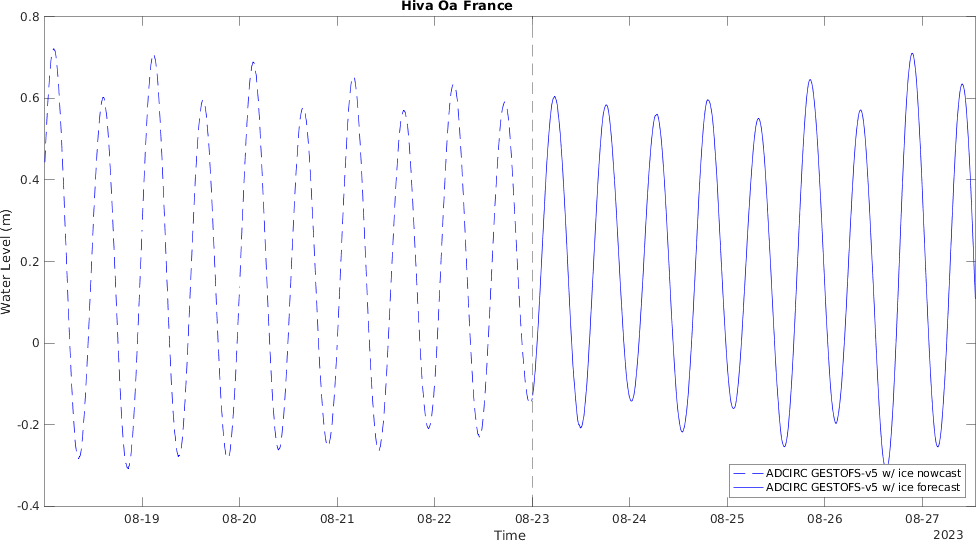 Hiva Oa France
0.8
0.6
0.4
0.2
0
-0.2
-0.4
Water Level (m)
ADCIRC GESTOFS-v5 w/ ice nowcast
ADCIRC GESTOFS-v5 w/ ice forecast
08-19 08-20 08-21 08-22 08-23 08-24 08-25 08-26 08-27
Time
2023